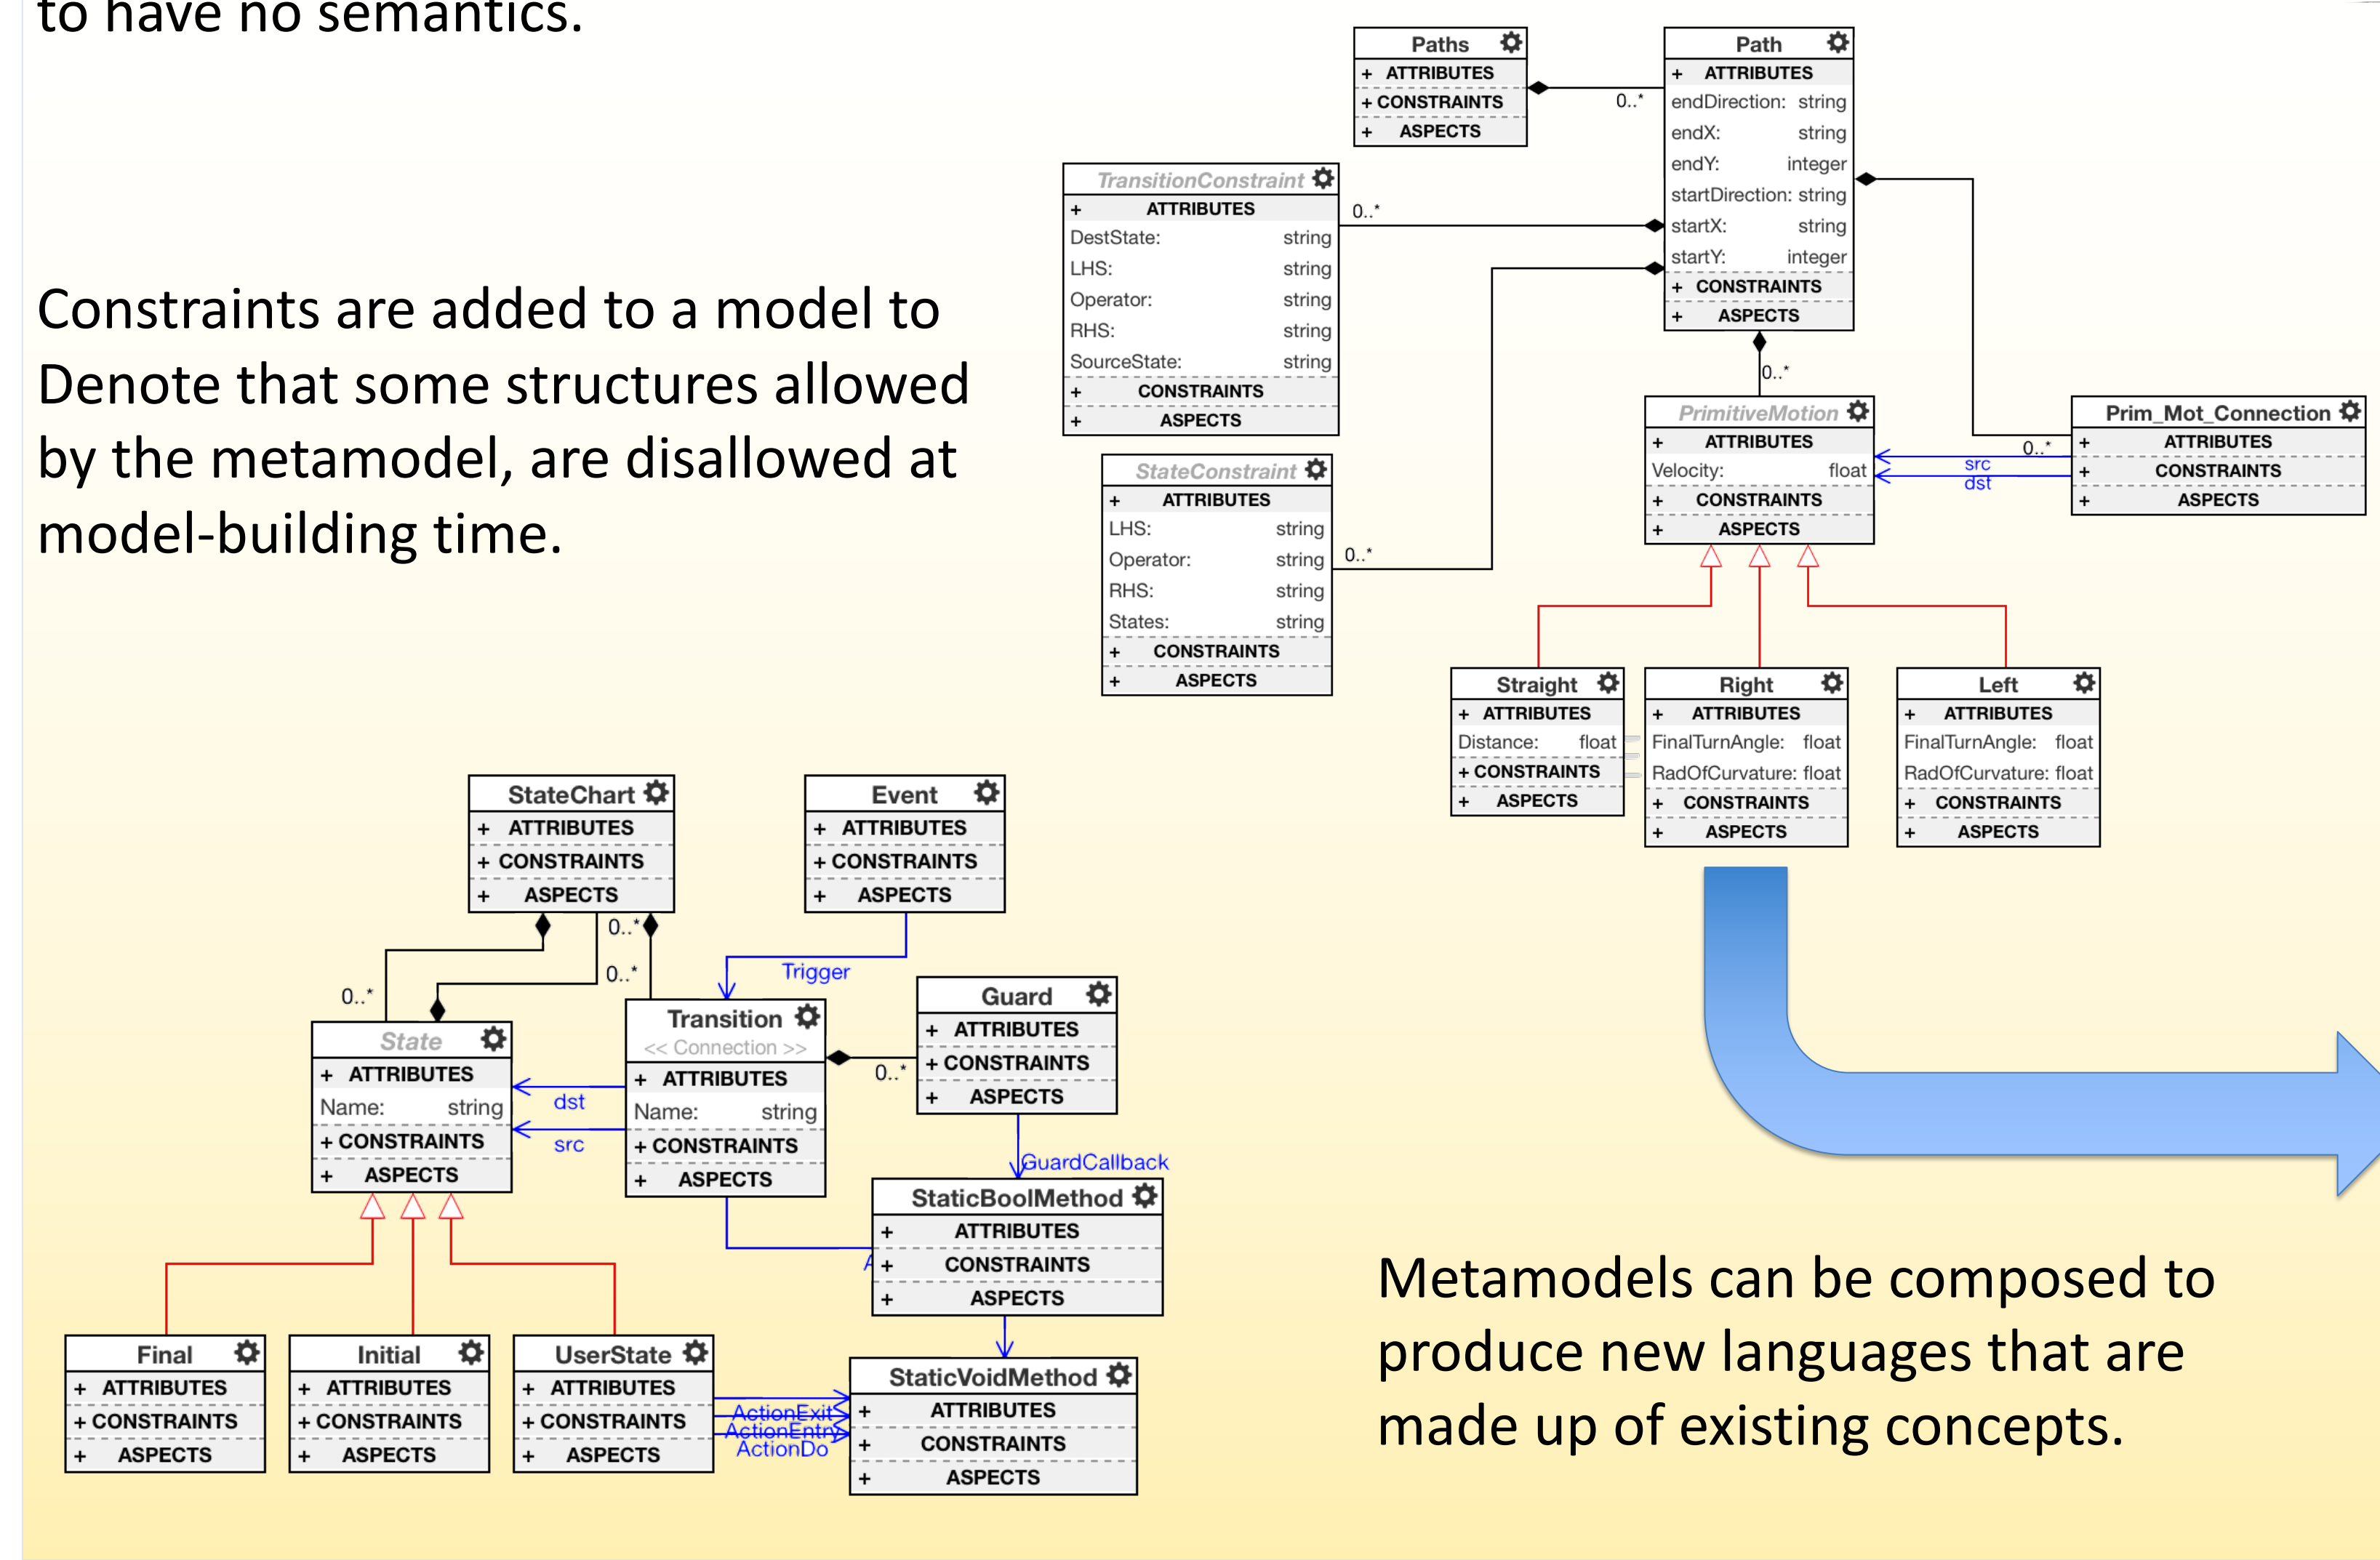 to have no semantics.
Constraints are added to a model to
Denote that some structures allowed
by the metamodel, are disallowed at
model-building time.
Paths
+ ATTRIBUTES
+ CONSTRAINTS
+ ASPECTS
0..*
Path
+ ATTRIBUTES
endDirection: string
endX: string
endY: integer
startDirection: string
startX: string
startY: integer
+ CONSTRAINTS
+ ASPECTS
TransitionConstraint
+ ATTRIBUTES
DestState: string
LHS: string
Operator: string
RHS: string
SourceState: string
+ CONSTRAINTS
+ ASPECTS
0..*
StateConstraint
+ ATTRIBUTES
LHS: string
Operator: string
RHS: string
States: string
+ CONSTRAINTS
+ ASPECTS
0..*
0..*
PrimitiveMotion
+ ATTRIBUTES
Velocity: float
+ CONSTRAINTS
+ ASPECTS
0..*
src
dst
Prim_Mot_Connection
+ ATTRIBUTES
+ CONSTRAINTS
+ ASPECTS
Straight
+ ATTRIBUTES
Distance: float
+ CONSTRAINTS
+ ASPECTS
Right
+ ATTRIBUTES
FinalTurnAngle: float
RadOfCurvature: float
+ CONSTRAINTS
+ ASPECTS
Left
+ ATTRIBUTES
FinalTurnAngle: float
RadOfCurvature: float
+ CONSTRAINTS
+ ASPECTS
StateChart
+ ATTRIBUTES
+ CONSTRAINTS
+ ASPECTS
0..*
0..*
0..*
Event
+ ATTRIBUTES
+ CONSTRAINTS
+ ASPECTS
Trigger
State
+ ATTRIBUTES
Name: string
+ CONSTRAINTS
+ ASPECTS
dst
src
Transition
<< Connection >>
+ ATTRIBUTES
Name: string
+ CONSTRAINTS
+ ASPECTS
0..*
Guard
+ ATTRIBUTES
+ CONSTRAINTS
+ ASPECTS
GuardCallback
StaticBoolMethod
+ ATTRIBUTES
+ CONSTRAINTS
+ ASPECTS
Final
+ ATTRIBUTES
+ CONSTRAINTS
+ ASPECTS
Initial
+ ATTRIBUTES
+ CONSTRAINTS
+ ASPECTS
UserState
+ ATTRIBUTES
+ CONSTRAINTS
+ ASPECTS
ActionExit
ActionEntry
ActionDo
StaticVoidMethod
+ ATTRIBUTES
+ CONSTRAINTS
+ ASPECTS
Metamodels can be composed to
produce new languages that are
made up of existing concepts.